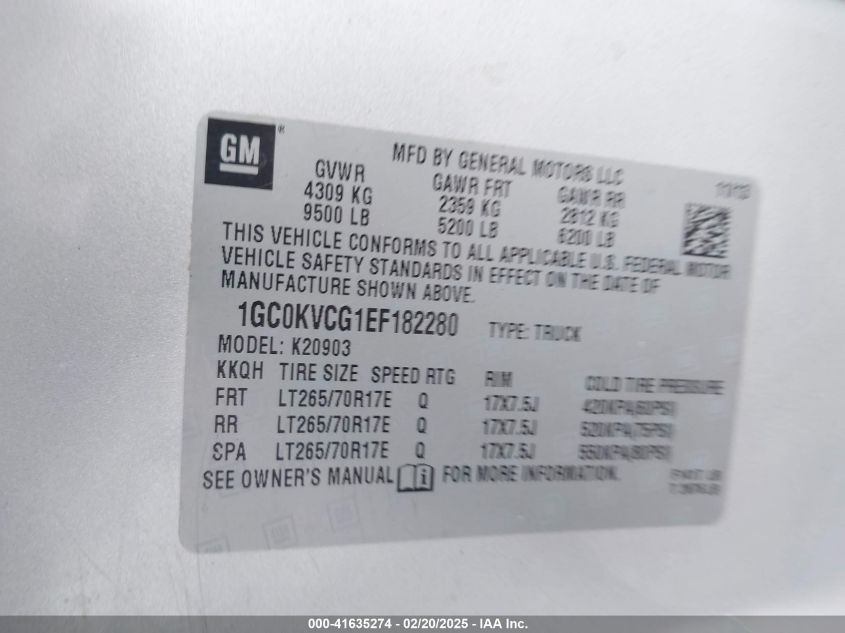 GM®
MFD BY GENERAL MOTORS LLC
GVWR GAWR FRT GAWR RR 11/13
4309 KG 2359 KG 2812 KG
9500 LB 5200 LB 6200 LB
THIS VEHICLE CONFORMS TO ALL APPLICABLE U.S. FEDERAL MOTOR
VEHICLE SAFETY STANDARDS IN EFFECT ON THE DATE OF
MANUFACTURE SHOWN ABOVE.
1GC0KVCG1EF182280 TYPE: TRUCK
MODEL: K20903
KKQH TIRE SIZE SPEED RTG RIM COLD TIRE PRESSURE
FRT LT265/70R17E Q 17X7.5J 420KPA(60PSI)
RR LT265/70R17E Q 17X7.5J 520KPA(75PSI)
SPA LT265/70R17E Q 17X7.5J 550KPA(80PSI)
SEE OWNER'S MANUAL FOR MORE INFORMATION.
000-41635274 - 02/20/2025 - IAA Inc.